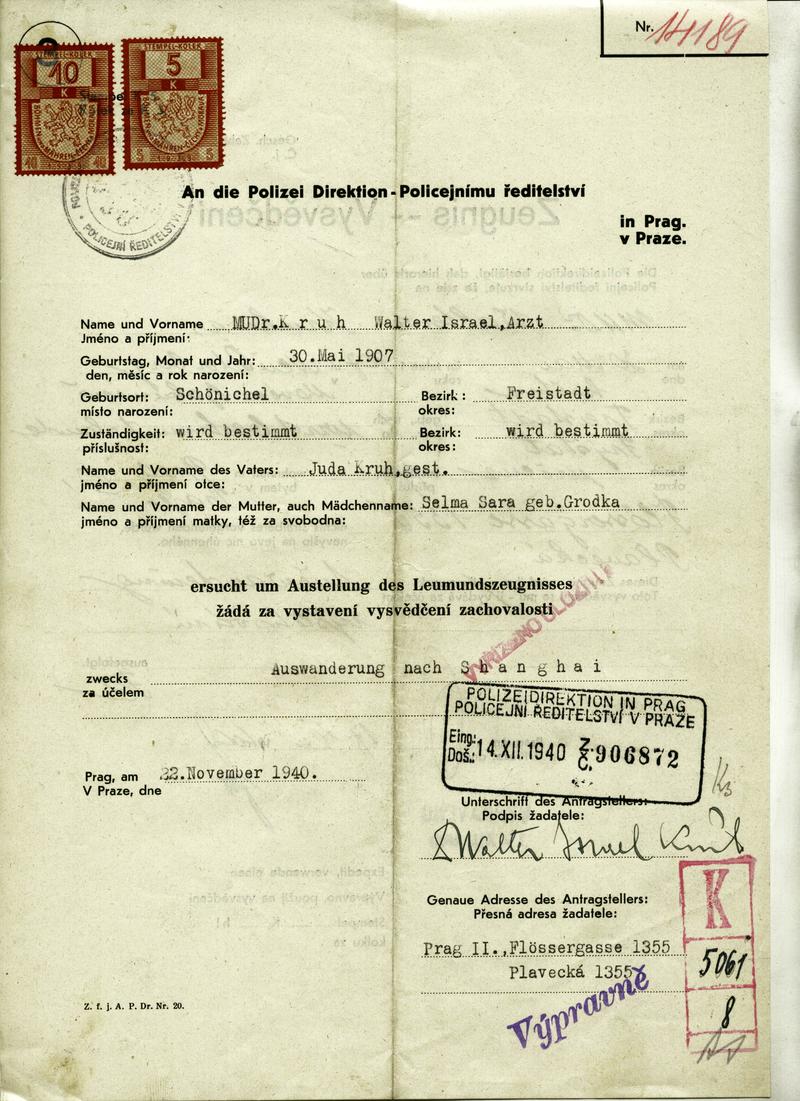 Nr. 14189
STEMPEL-KOLEK
10
K
STEMPEL-KOLEK
5
K
POLICEJNÍ ŘEDITELSTVÍ
An die Polizei Direktion - Policejnímu ředitelství
in Prag.
v Praze.
Name und Vorname MUDr.K r u h Walter Israel,Arzt
Jméno a příjmení:
Geburtstag, Monat und Jahr: 30.Mai 1907
den, měsíc a rok narození:
Geburtsort: Schönichel Bezirk: Freistadt
místo narození: okres:
Zuständigkeit: wird bestimmt Bezirk: wird bestimmt
příslušnost: okres:
Name und Vorname des Vaters: Juda Kruh,gest.
jméno a příjmení otce:
Name und Vorname der Mutter, auch Mädchenname: Selma Sara geb.Grodka
jméno a příjmení matky, též za svobodna:
ersucht um Austellung des Leumundszeugnisses
žádá za vystavení vysvědčení zachovalosti
zwecks Auswanderung nach S h a n g h a i
za účelem
POLIZEIDIREKTION IN PRAG
POLICEJNÍ ŘEDITELSTVÍ V PRAZE
Eing.:
Doš.: 14.XII.1940 Z. Č. 906872
Prag, am 22.November 1940.
V Praze, dne
Unterschrift des Antragstellers:
Podpis žadatele:
Walter Israel Kruh
Genaue Adresse des Antragstellers:
Přesná adresa žadatele:
K
Prag II.,Flössergasse 1355
Plavecká 1355
5061
8
Výpravně
Z. f. j. A. P. Dr. Nr. 20.